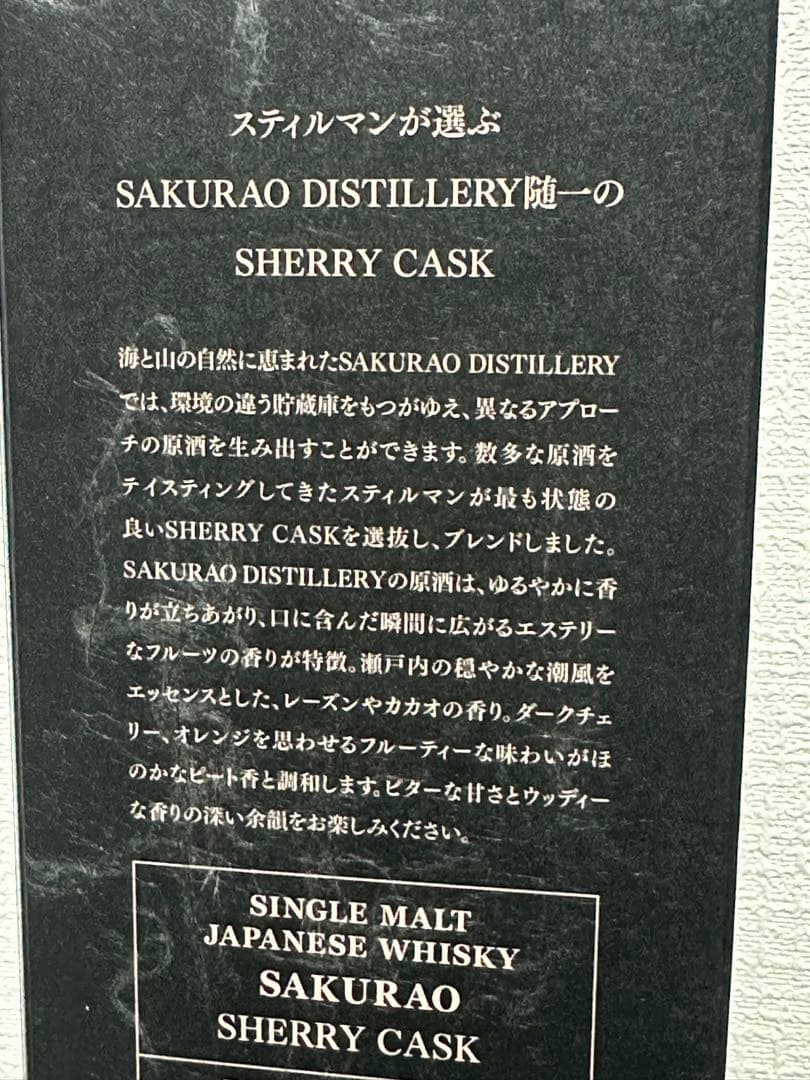 スティルマンが選ぶ
SAKURAO DISTILLERY随一の
SHERRY CASK
海と山の自然に恵まれたSAKURAO DISTILLERY
では、環境の違う貯蔵庫をもつがゆえ、異なるアプロー
チの原酒を生み出すことができます。数多な原酒を
テイスティングしてきたスティルマンが最も状態の
良いSHERRY CASKを選抜し、ブレンドしました。
SAKURAO DISTILLERYの原酒は、ゆるやかに香
りが立ちあがり、口に含んだ瞬間に広がるエステリー
なフルーツの香りが特徴。瀬戸内の穏やかな潮風を
エッセンスとした、レーズンやカカオの香り。ダークチェ
リー、オレンジを思わせるフルーティーな味わいがほ
のかなピート香と調和します。ビターな甘さとウッディー
な香りの深い余韻をお楽しみください。
SINGLE MALT
JAPANESE WHISKY
SAKURAO
SHERRY CASK